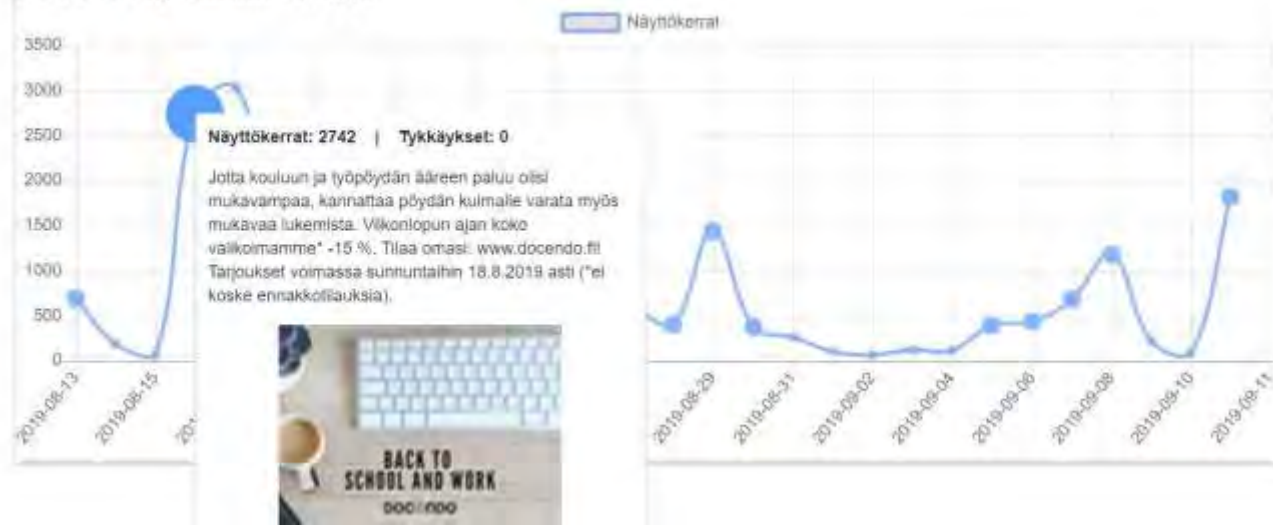 Näyttökerrat
3500
3000
2500
2000
1500
1000
500
0
Näyttökerrat: 2742 | Tykkäykset: 0
Jotta kouluun ja työpöydän ääreen paluu olisi
mukavampaa, kannattaa pöydän kulmalle varata myös
mukavaa lukemista. Viikonlopun ajan koko
valikoimamme* -15 %. Tilaa omasi: www.docendo.fi!
Tarjoukset voimassa sunnuntaihin 18.8.2019 asti (*ei
koske ennakkotilauksia).
BACK TO
SCHOOL AND WORK
DOCENDO
2019-08-13
2019-08-15
2019-08-29
2019-08-31
2019-09-02
2019-09-04
2019-09-06
2019-09-08
2019-09-10
2019-09-11